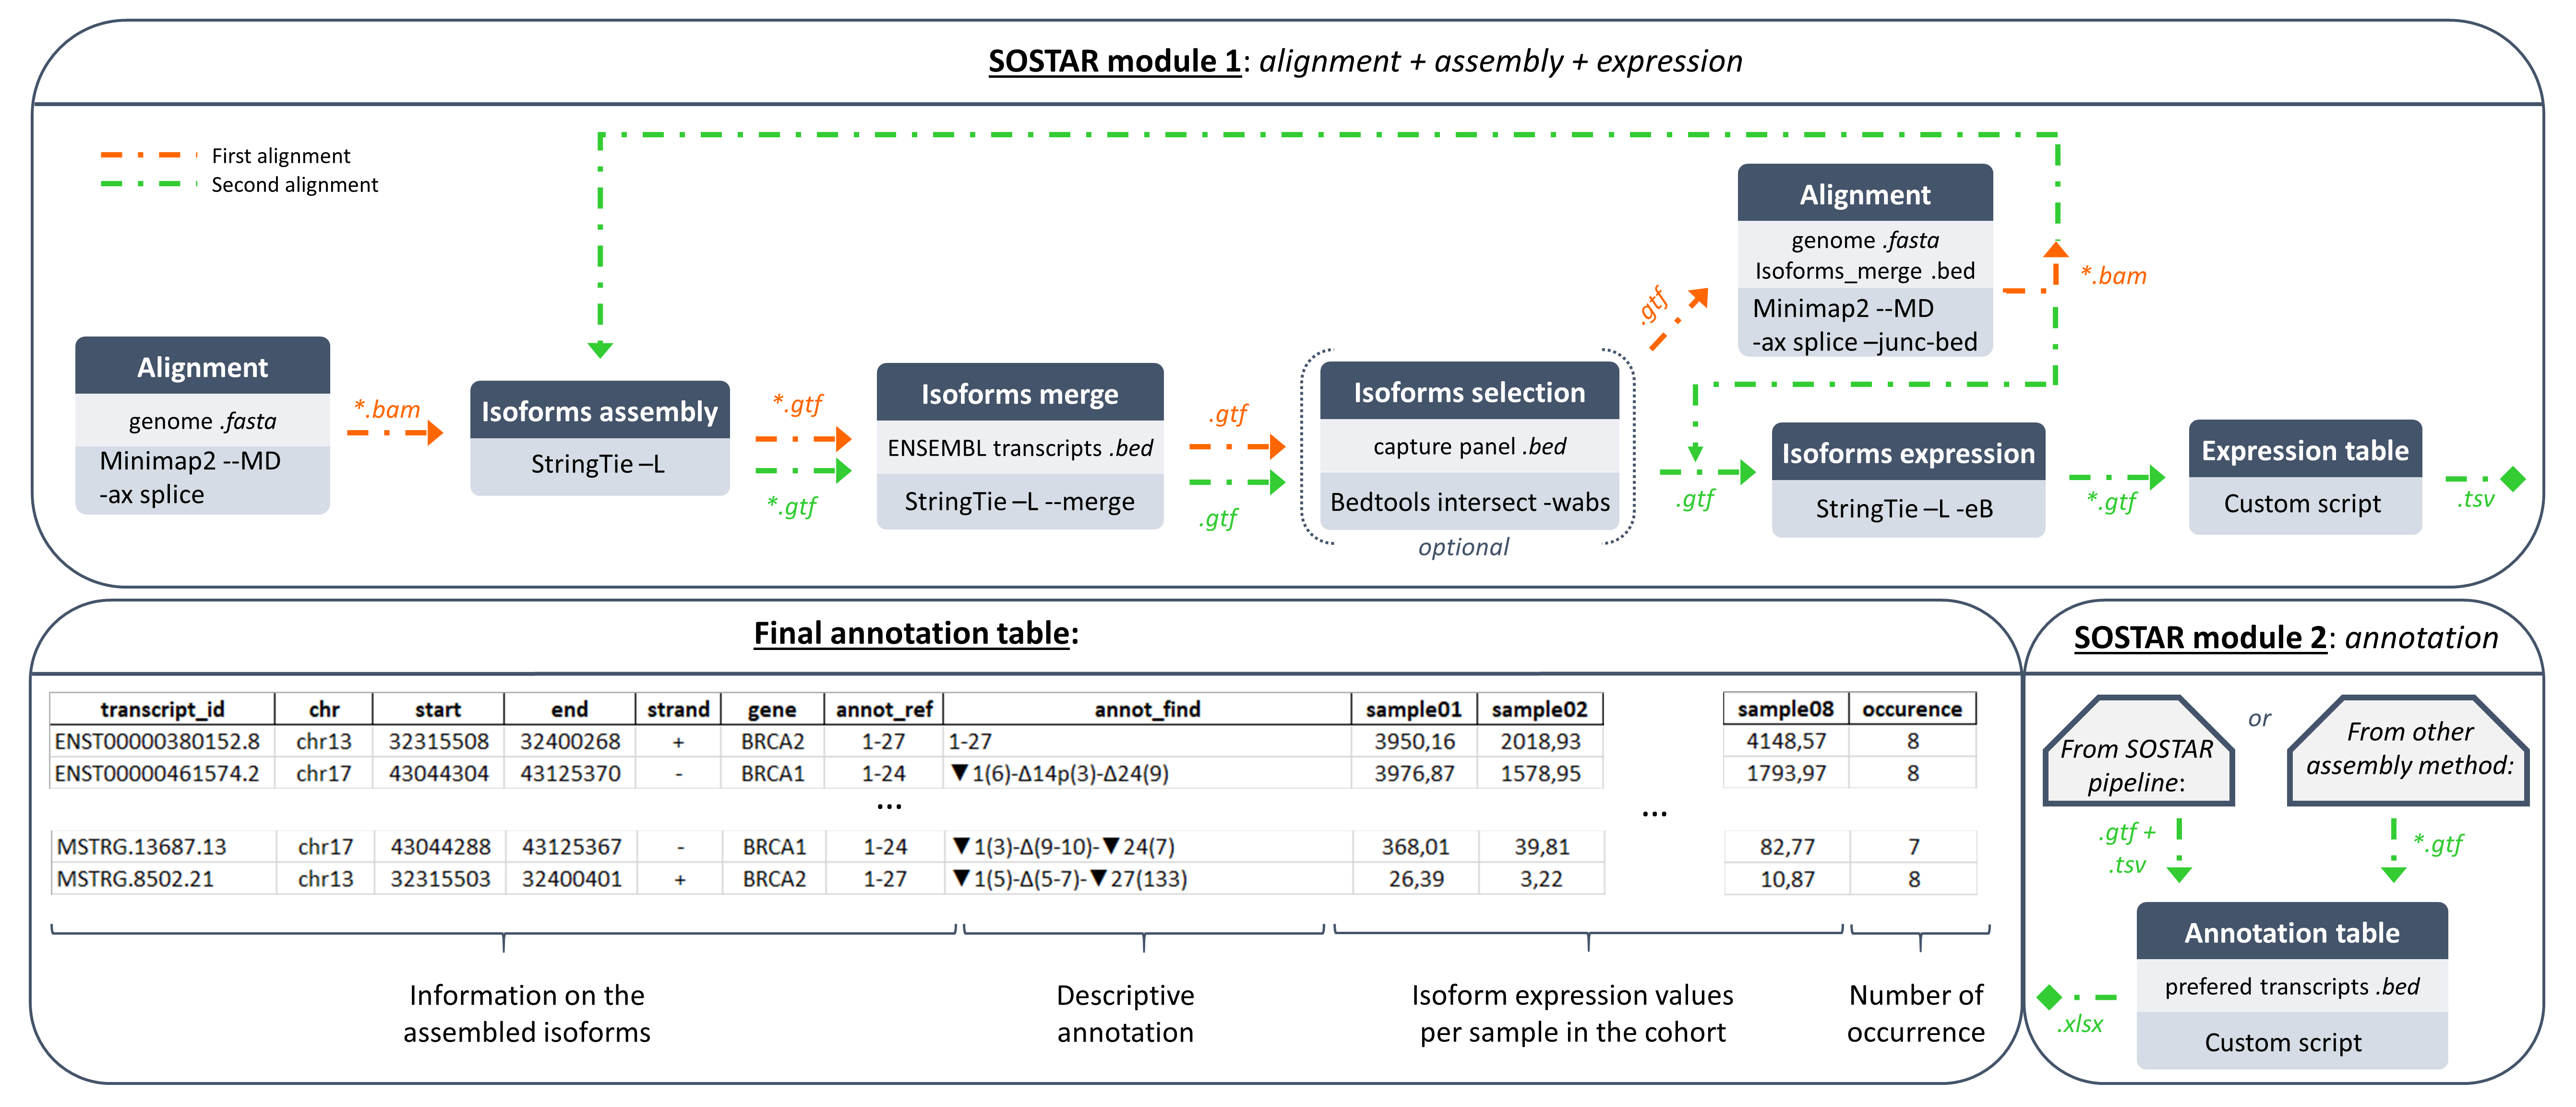 SOSTAR module 1: alignment + assembly + expression
First alignment
Second alignment
Alignment
genome .fasta
Minimap2 --MD
-ax splice
*.bam
Isoforms assembly
StringTie –L
*.gtf
*.gtf
Isoforms merge
ENSEMBL transcripts .bed
StringTie –L --merge
.gtf
.gtf
Isoforms selection
capture panel .bed
Bedtools intersect -wabs
optional
.gtf
Alignment
genome .fasta
Isoforms_merge .bed
Minimap2 --MD
-ax splice –junc-bed
*.bam
.gtf
Isoforms expression
StringTie –L -eB
*.gtf
Expression table
Custom script
.tsv
Final annotation table:
transcript_id chr start end strand gene annot_ref annot_find sample01 sample02 sample08 occurence
ENST00000380152.8 chr13 32315508 32400268 + BRCA2 1-27 1-27 3950,16 2018,93 4148,57 8
ENST00000461574.2 chr17 43044304 43125370 - BRCA1 1-24 ▼1(6)-Δ14p(3)-Δ24(9) 3976,87 1578,95 1793,97 8
... ...
MSTRG.13687.13 chr17 43044288 43125367 - BRCA1 1-24 ▼1(3)-Δ(9-10)-▼24(7) 368,01 39,81 82,77 7
MSTRG.8502.21 chr13 32315503 32400401 + BRCA2 1-27 ▼1(5)-Δ(5-7)-▼27(133) 26,39 3,22 10,87 8
Information on the
assembled isoforms
Descriptive
annotation
Isoform expression values
per sample in the cohort
Number of
occurrence
SOSTAR module 2: annotation
From SOSTAR
pipeline:
or
From other
assembly method:
.gtf +
.tsv
*.gtf
Annotation table
prefered transcripts .bed
Custom script
.xlsx